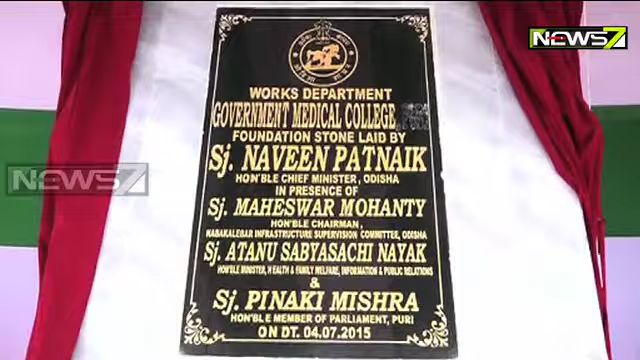 NEWS7
WORKS DEPARTMENT
GOVERNMENT MEDICAL COLLEGE
FOUNDATION STONE LAID BY
Sj. NAVEEN PATNAIK
HON'BLE CHIEF MINISTER, ODISHA
IN PRESENCE OF
Sj. MAHESWAR MOHANTY
HON'BLE CHAIRMAN,
NABAKALEBAR INFRASTRUCTURE SUPERVISION COMMITTEE, ODISHA
Sj. ATANU SABYASACHI NAYAK
HON'BLE MINISTER, HEALTH & FAMILY WELFARE, INFORMATION & PUBLIC RELATIONS
&
Sj. PINAKI MISHRA
HON'BLE MEMBER OF PARLIAMENT, PURI
ON DT. 04.07.2015
NEWS7